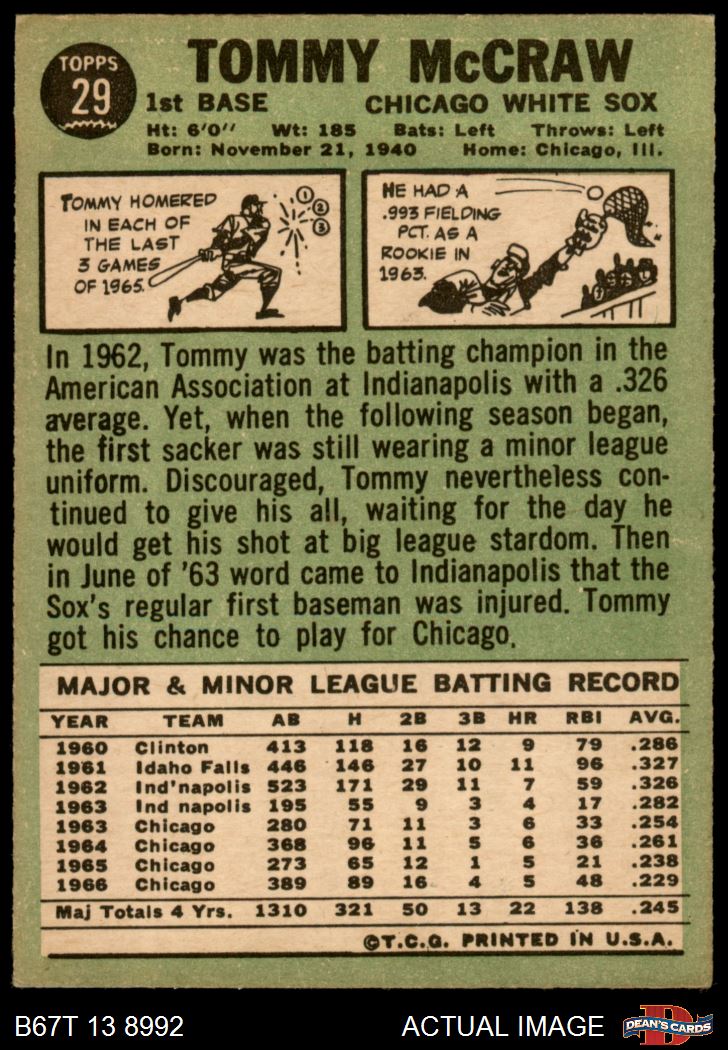 TOPPS
29
TOMMY McCRAW
1st BASE CHICAGO WHITE SOX
Ht: 6'0" Wt: 185 Bats: Left Throws: Left
Born: November 21, 1940 Home: Chicago, Ill.
TOMMY HOMERED
IN EACH OF
THE LAST
3 GAMES
OF 1965.
1
2
3
HE HAD A
.993 FIELDING
PCT. AS A
ROOKIE IN
1963.
In 1962, Tommy was the batting champion in the
American Association at Indianapolis with a .326
average. Yet, when the following season began,
the first sacker was still wearing a minor league
uniform. Discouraged, Tommy nevertheless con-
tinued to give his all, waiting for the day he
would get his shot at big league stardom. Then
in June of '63 word came to Indianapolis that the
Sox's regular first baseman was injured. Tommy
got his chance to play for Chicago.
MAJOR & MINOR LEAGUE BATTING RECORD
YEAR TEAM AB H 2B 3B HR RBI AVG.
1960 Clinton 413 118 16 12 9 79 .286
1961 Idaho Falls 446 146 27 10 11 96 .327
1962 Ind'napolis 523 171 29 11 7 59 .326
1963 Ind napolis 195 55 9 3 4 17 .282
1963 Chicago 280 71 11 3 6 33 .254
1964 Chicago 368 96 11 5 6 36 .261
1965 Chicago 273 65 12 1 5 21 .238
1966 Chicago 389 89 16 4 5 48 .229
Maj Totals 4 Yrs. 1310 321 50 13 22 138 .245
©T.C.G. PRINTED IN U.S.A.
B67T 13 8992 ACTUAL IMAGE
D
DEAN'S CARDS